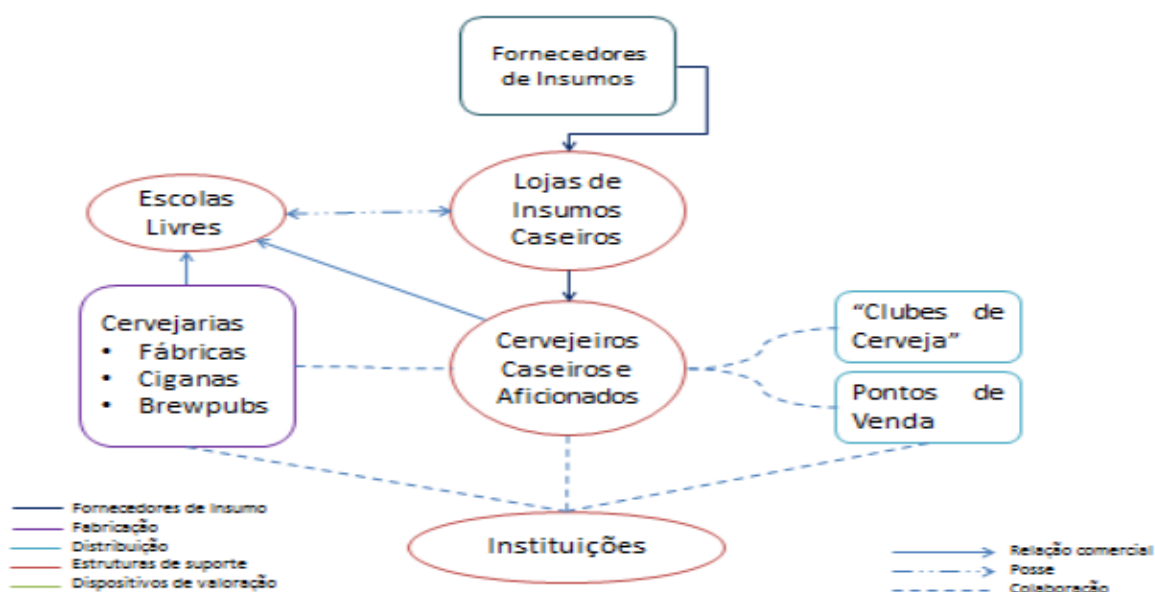 Fornecedores
de Insumos
Lojas de
Insumos
Caseiros
Escolas
Livres
Cervejarias
• Fábricas
• Ciganas
• Brewpubs
Cervejeiros
Caseiros e
Aficionados
“Clubes de
Cerveja”
Pontos de
Venda
Instituições
Fornecedores de Insumo
Fabricação
Distribuição
Estruturas de suporte
Dispositivos de valoração
Relação comercial
Posse
Colaboração